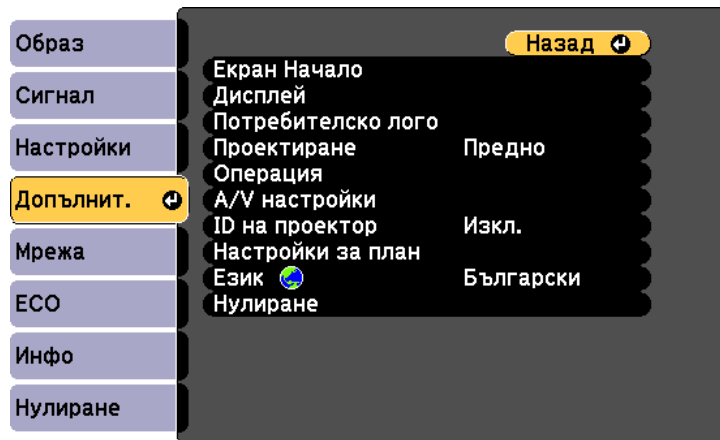 Образ
Сигнал
Настройки
Допълнит.
Мрежа
ECO
Инфо
Нулиране
Назад
Екран Начало
Дисплей
Потребителско лого
Проектиране Предно
Операция
A/V настройки
ID на проектор Изкл.
Настройки за план
Език Български
Нулиране